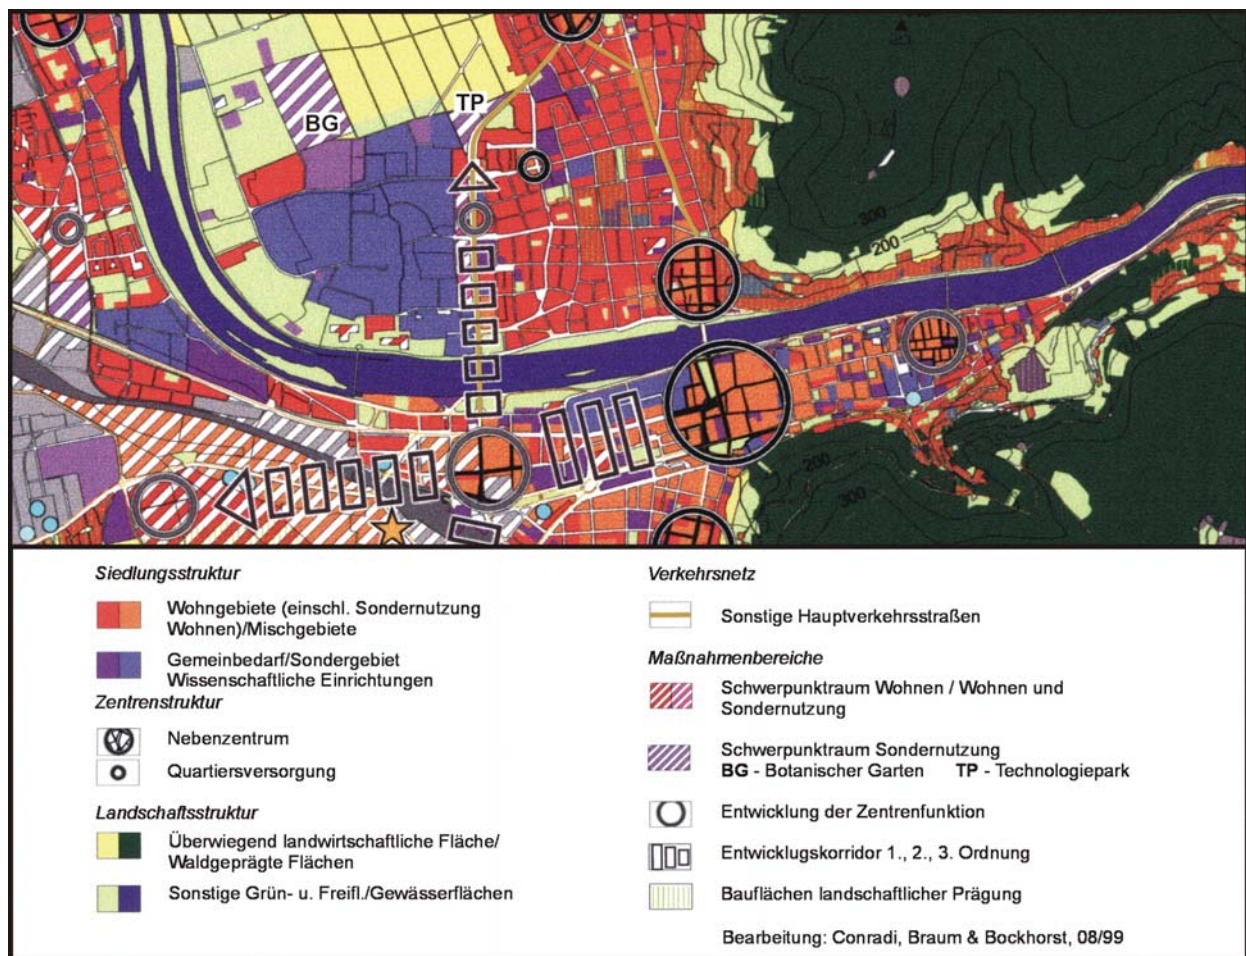 BG
TP
300
200
200
300
Siedlungsstruktur
Wohngebiete (einschl. Sondernutzung
Wohnen)/Mischgebiete
Gemeinbedarf/Sondergebiet
Wissenschaftliche Einrichtungen
Zentrenstruktur
Nebenzentrum
Quartiersversorgung
Landschaftsstruktur
Überwiegend landwirtschaftliche Fläche/
Waldgeprägte Flächen
Sonstige Grün- u. Freifl./Gewässerflächen
Verkehrsnetz
Sonstige Hauptverkehrsstraßen
Maßnahmenbereiche
Schwerpunktraum Wohnen / Wohnen und
Sondernutzung
Schwerpunktraum Sondernutzung
BG - Botanischer Garten TP - Technologiepark
Entwicklung der Zentrenfunktion
Entwicklugskorridor 1., 2., 3. Ordnung
Bauflächen landschaftlicher Prägung
Bearbeitung: Conradi, Braum & Bockhorst, 08/99